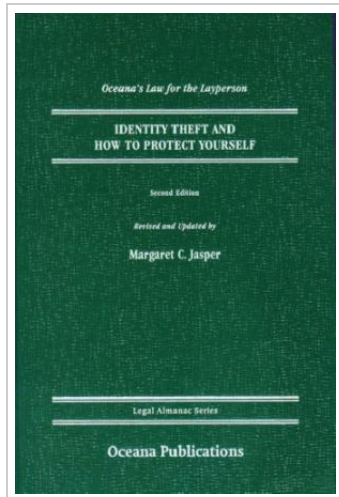 Oceana's Law for the Layperson
IDENTITY THEFT AND
HOW TO PROTECT YOURSELF
Second Edition
Revised and Updated by
Margaret C. Jasper
Legal Almanac Series
Oceana Publications